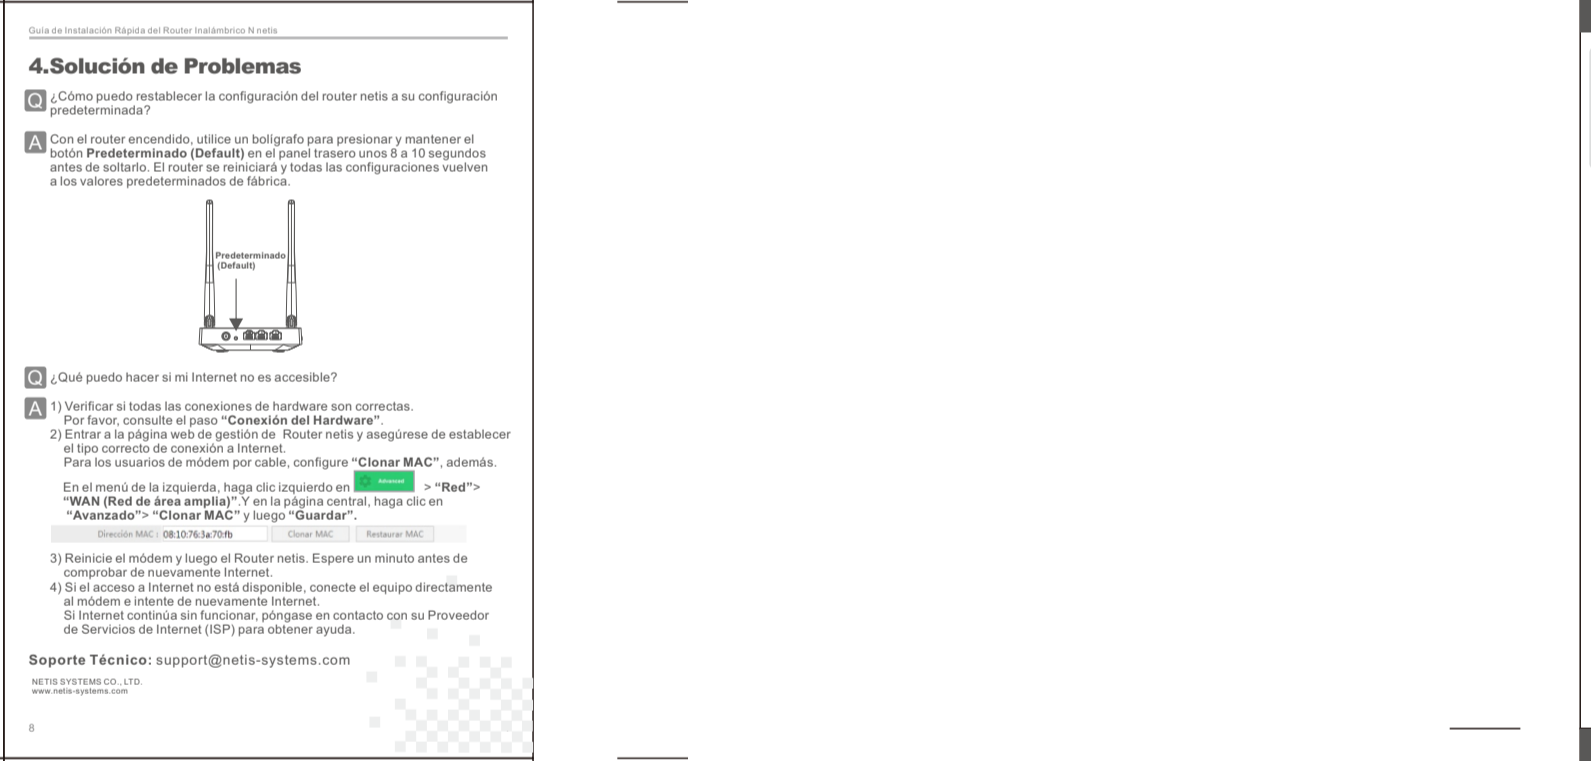 Guía de Instalación Rápida del Router Inalámbrico N netis
4.Solución de Problemas
Q ¿Cómo puedo restablecer la configuración del router netis a su configuración
predeterminada?
A Con el router encendido, utilice un bolígrafo para presionar y mantener el
botón Predeterminado (Default) en el panel trasero unos 8 a 10 segundos
antes de soltarlo. El router se reiniciará y todas las configuraciones vuelven
a los valores predeterminados de fábrica.
Predeterminado
(Default)
Q ¿Qué puedo hacer si mi Internet no es accesible?
A 1) Verificar si todas las conexiones de hardware son correctas.
Por favor, consulte el paso “Conexión del Hardware”.
2) Entrar a la página web de gestión de Router netis y asegúrese de establecer
el tipo correcto de conexión a Internet.
Para los usuarios de módem por cable, configure “Clonar MAC”, además.
En el menú de la izquierda, haga clic izquierdo en Advanced > “Red”>
“WAN (Red de área amplia)”.Y en la página central, haga clic en
“Avanzado”> “Clonar MAC” y luego “Guardar”.
Dirección MAC : 08:10:76:3a:70:fb Clonar MAC Restaurar MAC
3) Reinicie el módem y luego el Router netis. Espere un minuto antes de
comprobar de nuevamente Internet.
4) Si el acceso a Internet no está disponible, conecte el equipo directamente
al módem e intente de nuevamente Internet.
Si Internet continúa sin funcionar, póngase en contacto con su Proveedor
de Servicios de Internet (ISP) para obtener ayuda.
Soporte Técnico: support@netis-systems.com
NETIS SYSTEMS CO., LTD.
www.netis-systems.com
8